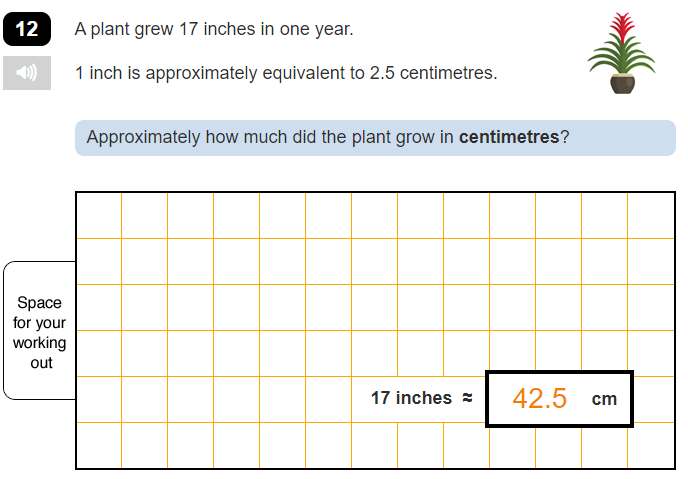 12
A plant grew 17 inches in one year.
1 inch is approximately equivalent to 2.5 centimetres.
Approximately how much did the plant grow in centimetres?
Space
for your
working
out
17 inches ≈ 42.5 cm